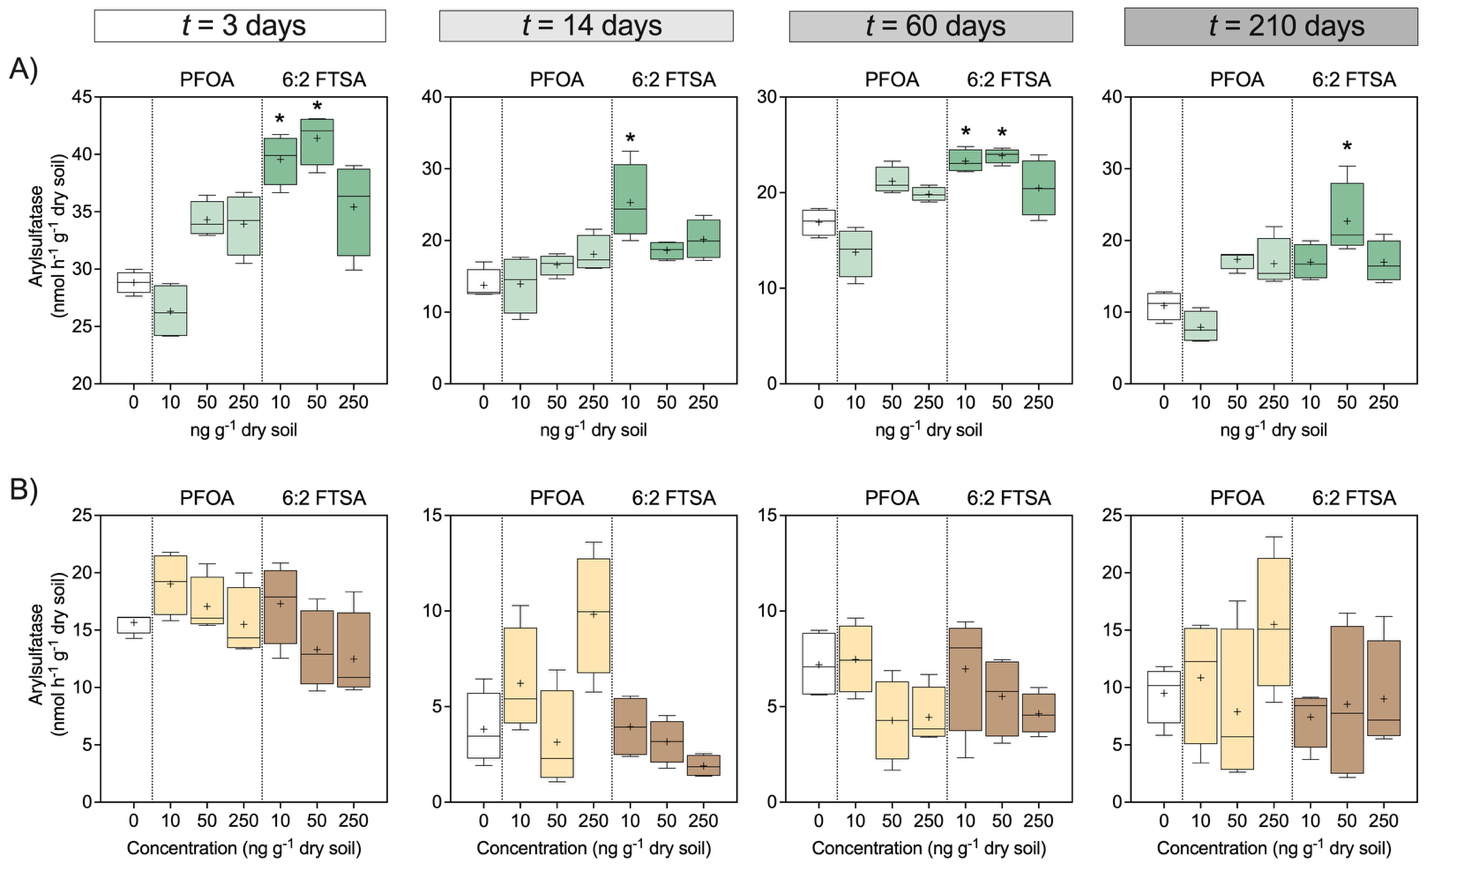 t = 3 days
t = 14 days
t = 60 days
t = 210 days
A)
PFOA 6:2 FTSA
PFOA 6:2 FTSA
PFOA 6:2 FTSA
PFOA 6:2 FTSA
Arylsulfatase
(nmol h⁻¹ g⁻¹ dry soil)
45
40
35
30
25
20
* *
0 10 50 250 10 50 250
ng g⁻¹ dry soil
40
30
20
10
0
*
0 10 50 250 10 50 250
ng g⁻¹ dry soil
30
20
10
0
* *
0 10 50 250 10 50 250
ng g⁻¹ dry soil
40
30
20
10
0
*
0 10 50 250 10 50 250
ng g⁻¹ dry soil
B)
PFOA 6:2 FTSA
PFOA 6:2 FTSA
PFOA 6:2 FTSA
PFOA 6:2 FTSA
Arylsulfatase
(nmol h⁻¹ g⁻¹ dry soil)
25
20
15
10
5
0
0 10 50 250 10 50 250
Concentration (ng g⁻¹ dry soil)
15
10
5
0
0 10 50 250 10 50 250
Concentration (ng g⁻¹ dry soil)
15
10
5
0
0 10 50 250 10 50 250
Concentration (ng g⁻¹ dry soil)
25
20
15
10
5
0
0 10 50 250 10 50 250
Concentration (ng g⁻¹ dry soil)